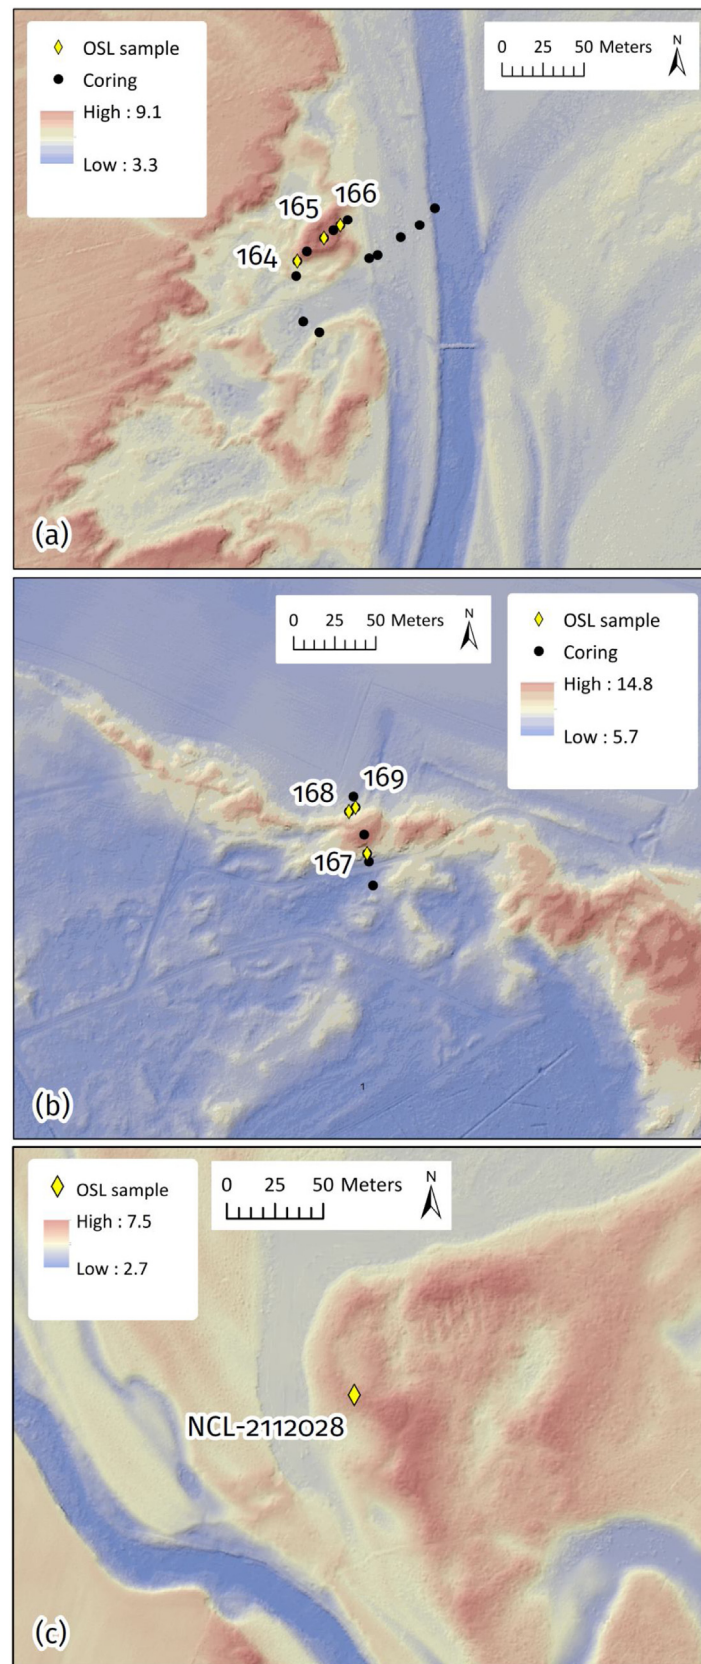 OSL sample
Coring
High : 9.1
Low : 3.3
0 25 50 Meters
N
166
165
164
(a)
0 25 50 Meters
N
OSL sample
Coring
High : 14.8
Low : 5.7
169
168
167
1
(b)
OSL sample
High : 7.5
Low : 2.7
0 25 50 Meters
N
NCL-2112028
(c)